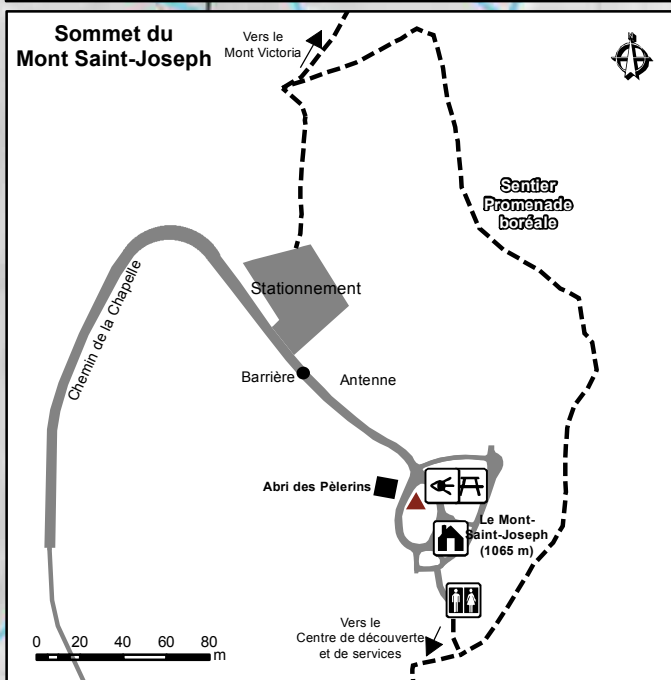 Sommet du
Mont Saint-Joseph
Vers le
Mont Victoria
Sentier
Promenade
boréale
Chemin de la Chapelle
Stationnement
Barrière
Antenne
Abri des Pèlerins
Le Mont-
Saint-Joseph
(1065 m)
Vers le
Centre de découverte
et de services
0 20 40 60 80
m